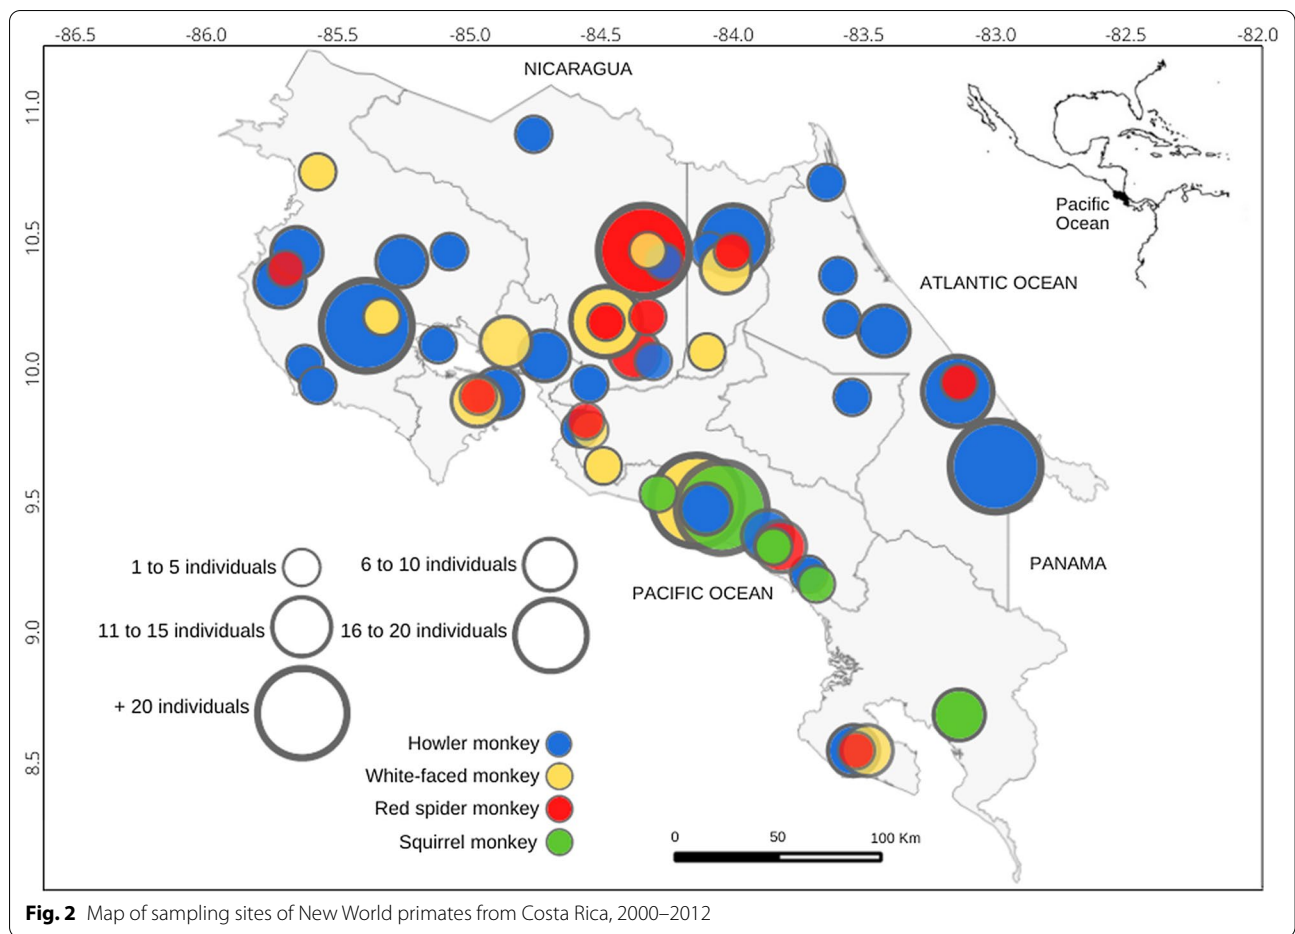 -86.5 -86.0 -85.5 -85.0 -84.5 -84.0 -83.5 -83.0 -82.5 -82.0
NICARAGUA
11.0
Pacific
Ocean
10.5
ATLANTIC OCEAN
10.0
9.5
PANAMA
PACIFIC OCEAN
1 to 5 individuals
6 to 10 individuals
11 to 15 individuals
16 to 20 individuals
9.0
+ 20 individuals
8.5
Howler monkey
White-faced monkey
Red spider monkey
Squirrel monkey
0 50 100 Km
Fig. 2 Map of sampling sites of New World primates from Costa Rica, 2000–2012